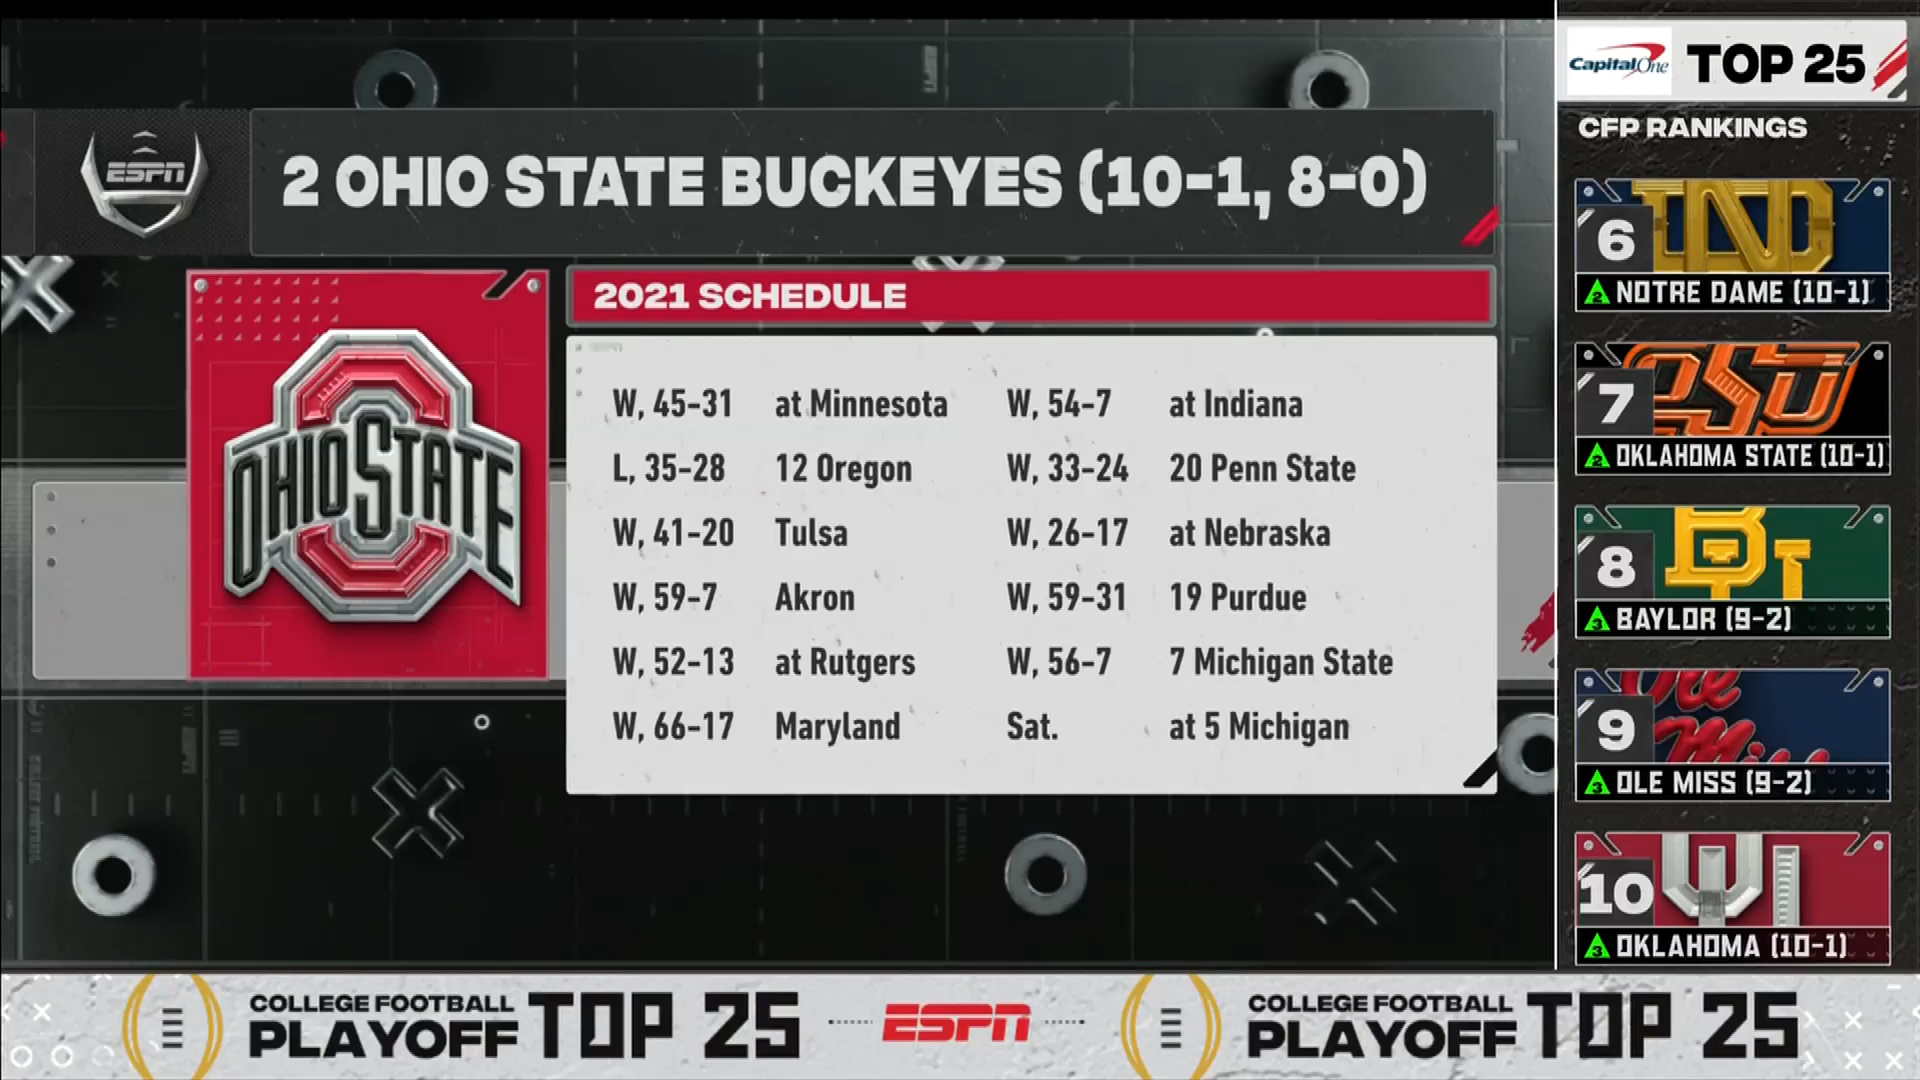 ESPN
2 OHIO STATE BUCKEYES (10-1, 8-0)
OHIO STATE
2021 SCHEDULE
W, 45-31 at Minnesota
L, 35-28 12 Oregon
W, 41-20 Tulsa
W, 59-7 Akron
W, 52-13 at Rutgers
W, 66-17 Maryland
W, 54-7 at Indiana
W, 33-24 20 Penn State
W, 26-17 at Nebraska
W, 59-31 19 Purdue
W, 56-7 7 Michigan State
Sat. at 5 Michigan
Capital One TOP 25
CFP RANKINGS
6 ND
2 NOTRE DAME (10-1)
7 OSU
2 OKLAHOMA STATE (10-1)
8 BU
3 BAYLOR (9-2)
9 Ole Miss
3 OLE MISS (9-2)
10 OU
3 OKLAHOMA (10-1)
COLLEGE FOOTBALL PLAYOFF TOP 25 ESPN COLLEGE FOOTBALL PLAYOFF TOP 25